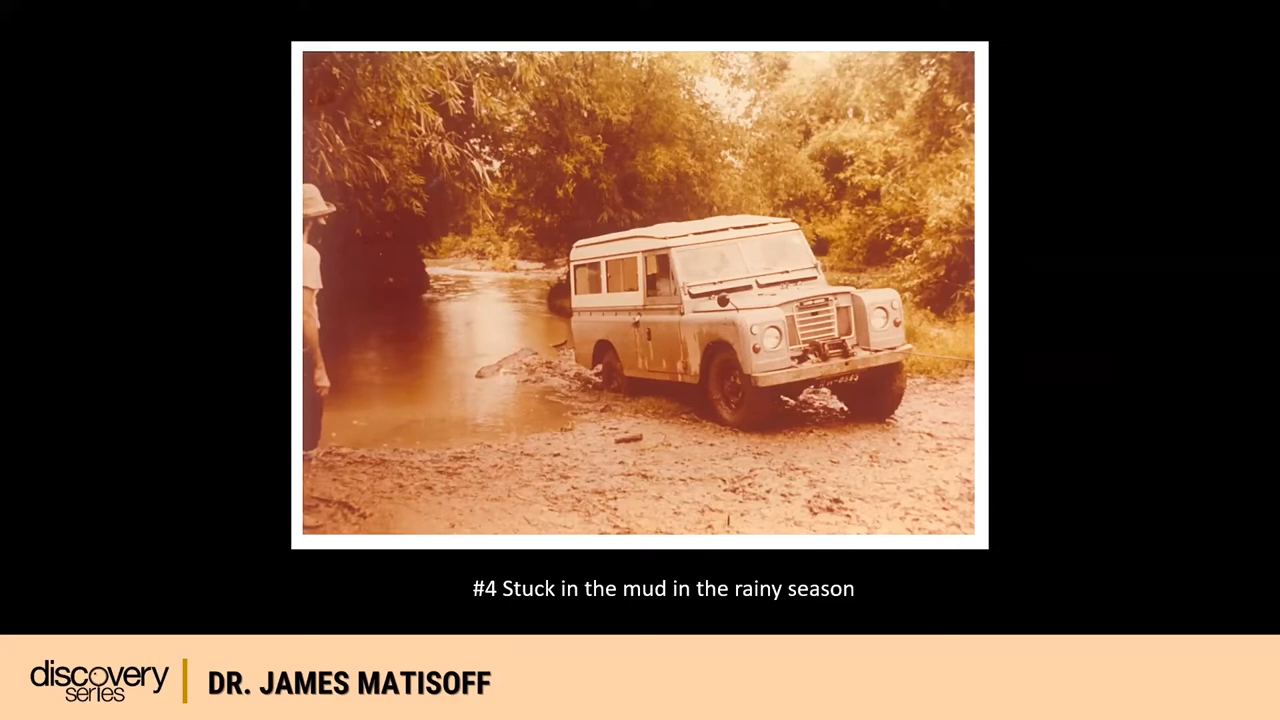 #4 Stuck in the mud in the rainy season
discovery
series
DR. JAMES MATISOFF